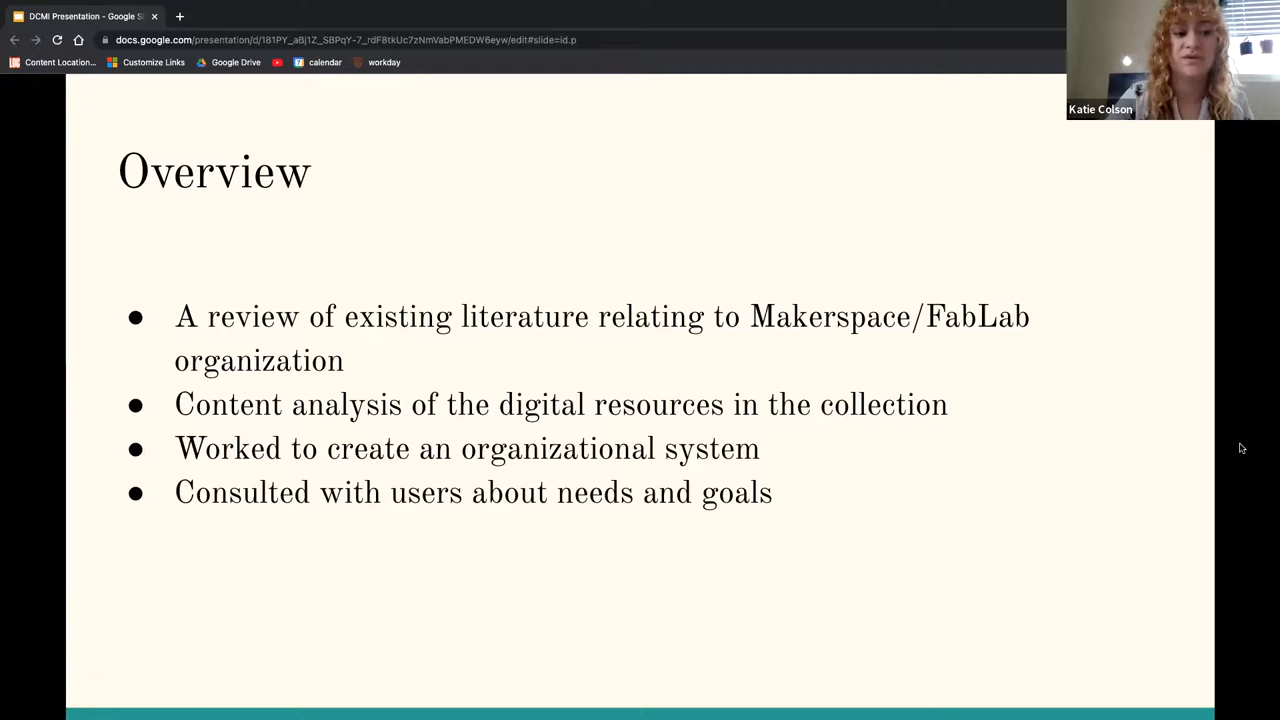 DCMI Presentation - Google Sl
docs.google.com/presentation/d/181PY_aBj1Z_SBPqY-7_rdF8tkUc7zNmVabPMEDW6eyw/edit#slide=id.p
Content Location...
Customize Links
Google Drive
calendar
workday
Katie Colson
Overview
● A review of existing literature relating to Makerspace/FabLab
organization
● Content analysis of the digital resources in the collection
● Worked to create an organizational system
● Consulted with users about needs and goals